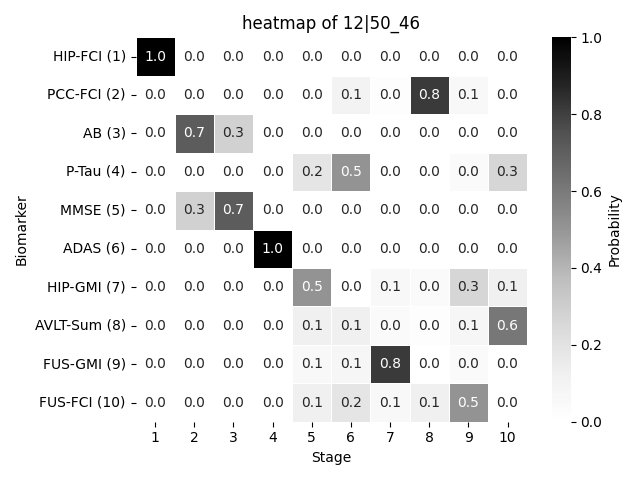 heatmap of 12|50_46
HIP-FCI (1) 1.0 0.0 0.0 0.0 0.0 0.0 0.0 0.0 0.0 0.0
PCC-FCI (2) 0.0 0.0 0.0 0.0 0.0 0.1 0.0 0.8 0.1 0.0
AB (3) 0.0 0.7 0.3 0.0 0.0 0.0 0.0 0.0 0.0 0.0
P-Tau (4) 0.0 0.0 0.0 0.0 0.2 0.5 0.0 0.0 0.0 0.3
MMSE (5) 0.0 0.3 0.7 0.0 0.0 0.0 0.0 0.0 0.0 0.0
ADAS (6) 0.0 0.0 0.0 1.0 0.0 0.0 0.0 0.0 0.0 0.0
HIP-GMI (7) 0.0 0.0 0.0 0.0 0.5 0.0 0.1 0.0 0.3 0.1
AVLT-Sum (8) 0.0 0.0 0.0 0.0 0.1 0.1 0.0 0.0 0.1 0.6
FUS-GMI (9) 0.0 0.0 0.0 0.0 0.1 0.1 0.8 0.0 0.0 0.0
FUS-FCI (10) 0.0 0.0 0.0 0.0 0.1 0.2 0.1 0.1 0.5 0.0
1 2 3 4 5 6 7 8 9 10
Stage
Biomarker
1.0
0.8
0.6
0.4
0.2
0.0
Probability